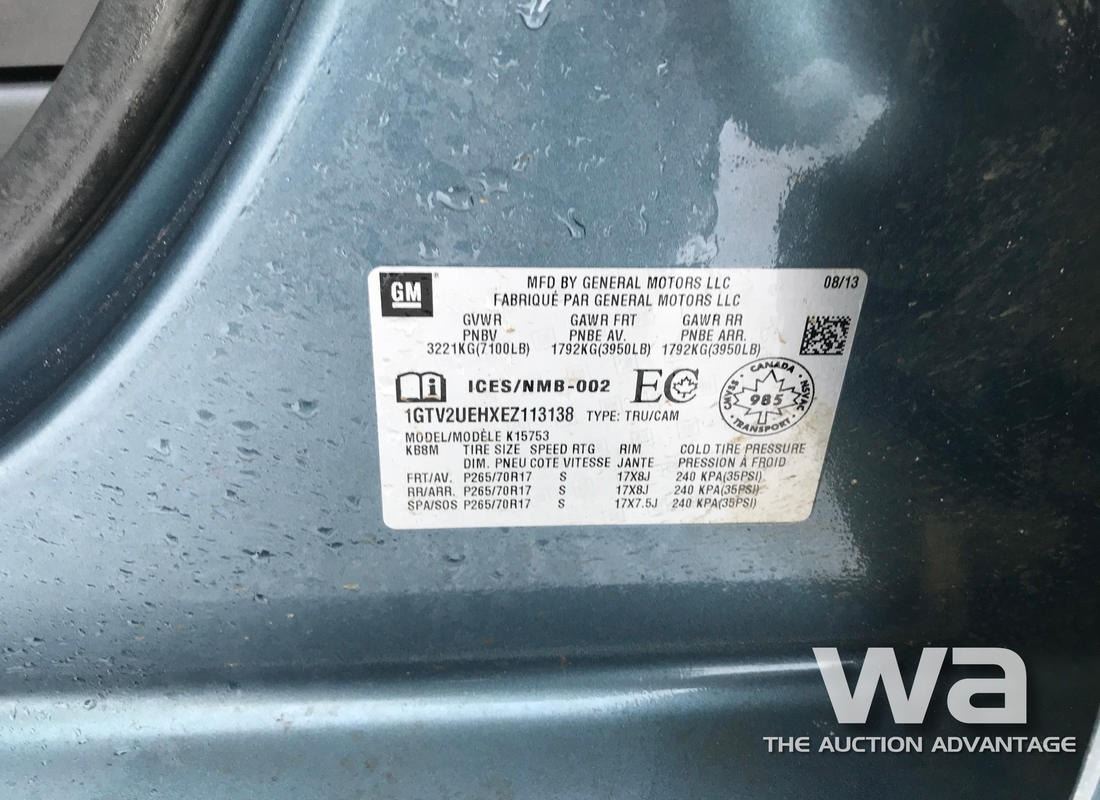 GM
MFD BY GENERAL MOTORS LLC 08/13
FABRIQUÉ PAR GENERAL MOTORS LLC
GVWR GAWR FRT GAWR RR
PNBV PNBE AV. PNBE ARR.
3221KG(7100LB) 1792KG(3950LB) 1792KG(3950LB)
ICES/NMB-002 EC
CANADA
CMVSS 985 NSVAC
TRANSPORT
1GTV2UEHXEZ113138 TYPE: TRU/CAM
MODEL/MODÈLE K15753
KB8M TIRE SIZE SPEED RTG RIM COLD TIRE PRESSURE
DIM. PNEU COTE VITESSE JANTE PRESSION À FROID
FRT/AV. P265/70R17 S 17X8J 240 KPA(35PSI)
RR/ARR. P265/70R17 S 17X8J 240 KPA(35PSI)
SPA/SOS P265/70R17 S 17X7.5J 240 KPA(35PSI)
wa
THE AUCTION ADVANTAGE